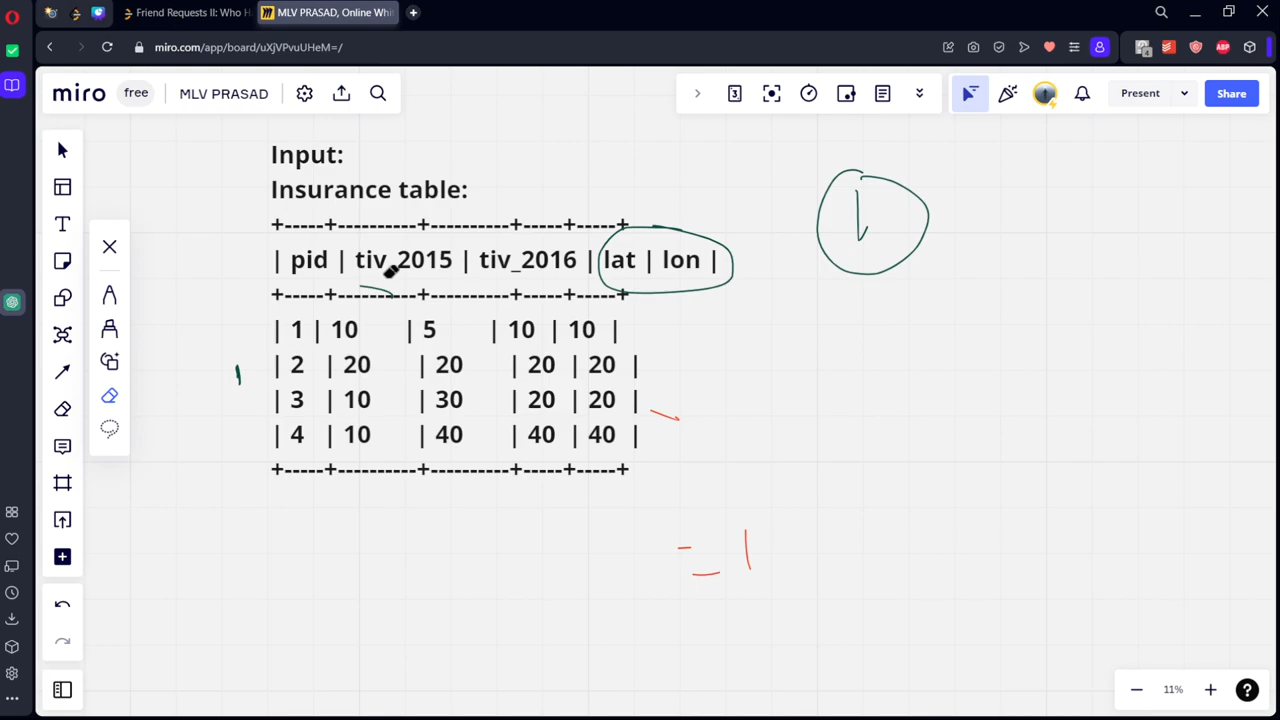 Friend Requests II: Who H
MLV PRASAD, Online Whit
miro.com/app/board/uXjVPvuUHeM=/
miro free MLV PRASAD
3 Present Share
Input:
Insurance table:
+-----+----------+----------+-----+-----+
| pid | tiv_2015 | tiv_2016 | lat | lon |
+-----+----------+----------+-----+-----+
| 1 | 10 | 5 | 10 | 10 |
| 2 | 20 | 20 | 20 | 20 |
| 3 | 10 | 30 | 20 | 20 |
| 4 | 10 | 40 | 40 | 40 |
+-----+----------+----------+-----+-----+
11%